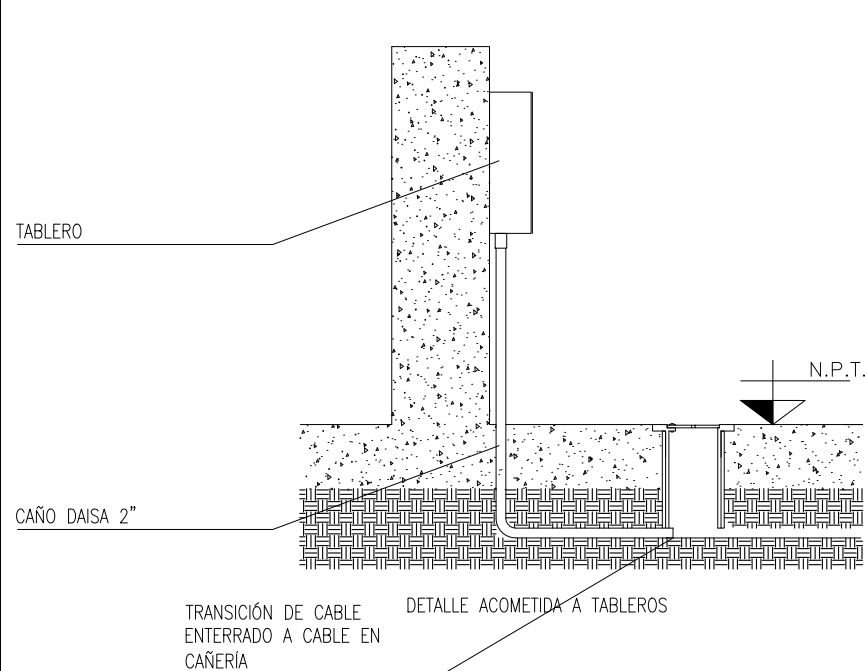 TABLERO
N.P.T.
CAÑO DAISA 2”
TRANSICIÓN DE CABLE
ENTERRADO A CABLE EN
CAÑERÍA
DETALLE ACOMETIDA A TABLEROS